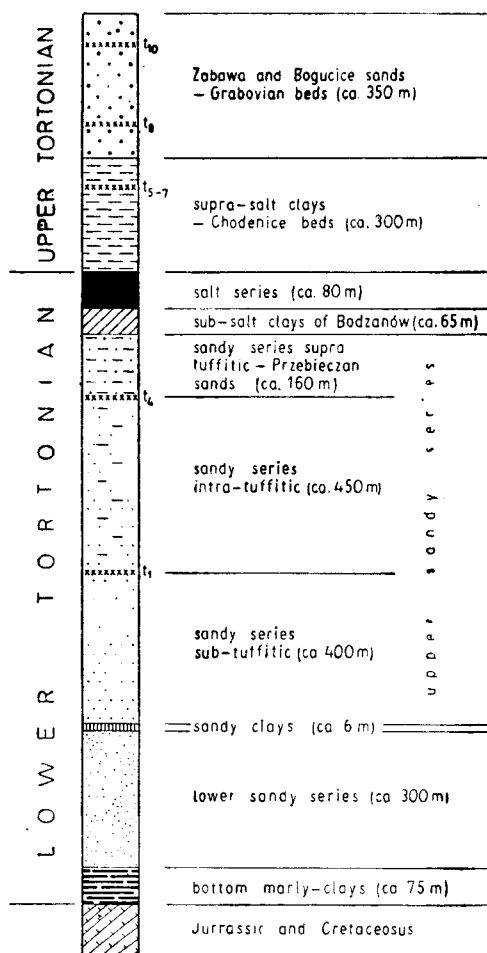 UPPER TORTONIAN
LOWER TORTONIAN
t10
t8
t5-7
t4
t1
Zabawa and Bogucice sands
– Grabovian beds (ca. 350 m)
supra-salt clays
– Chodenice beds (ca. 300 m)
salt series (ca. 80 m)
sub-salt clays of Bodzanów (ca. 65 m)
sandy series supra
tuffitic – Przebieczan
sands (ca. 160 m)
sandy series
intra-tuffitic (ca. 450 m)
sandy series
sub-tuffitic (ca 400 m)
upper sandy series
sandy clays (ca 6 m)
lower sandy series (ca 300 m)
bottom marly-clays (ca 75 m)
Jurrassic and Cretaceosus